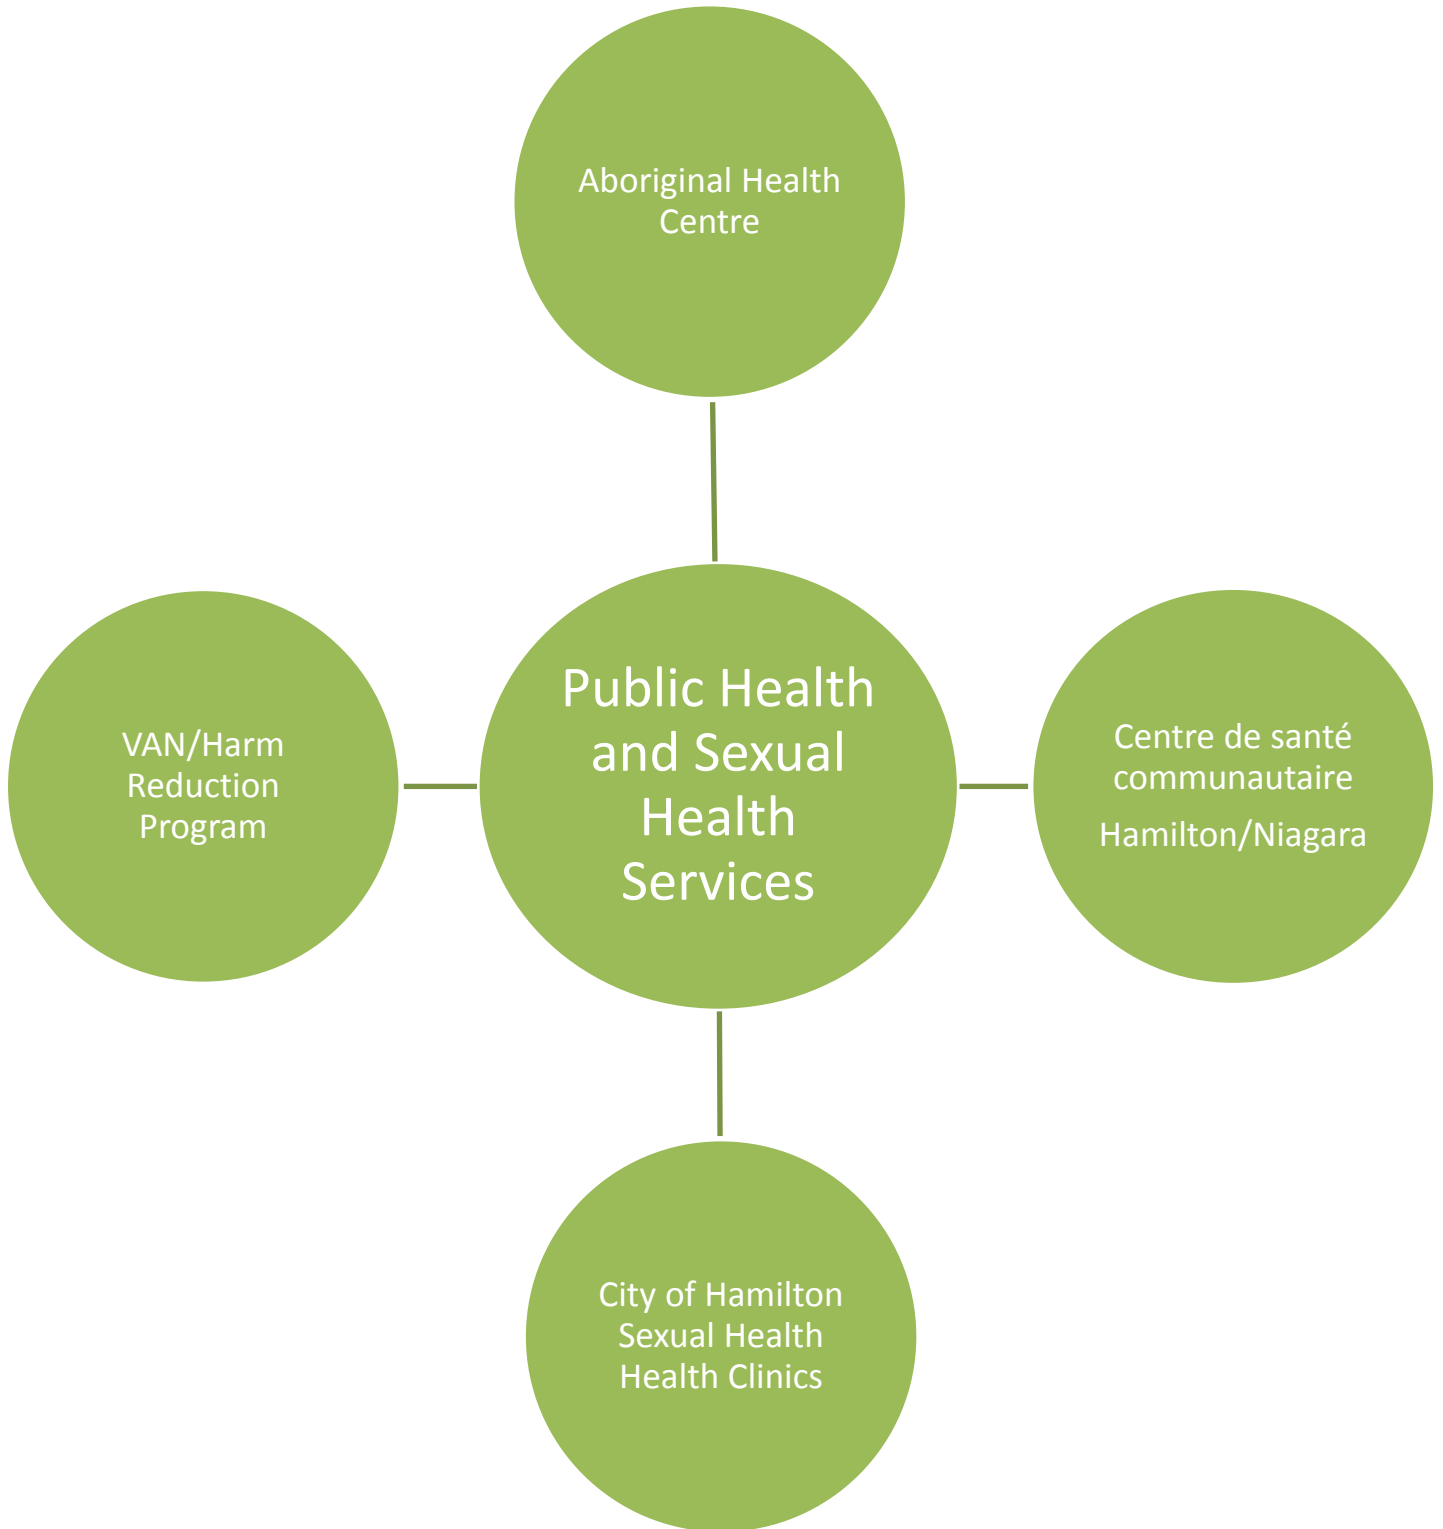 Aboriginal Health
Centre
Public Health
and Sexual
Health
Services
VAN/Harm
Reduction
Program
Centre de santé
communautaire
Hamilton/Niagara
City of Hamilton
Sexual Health
Health Clinics